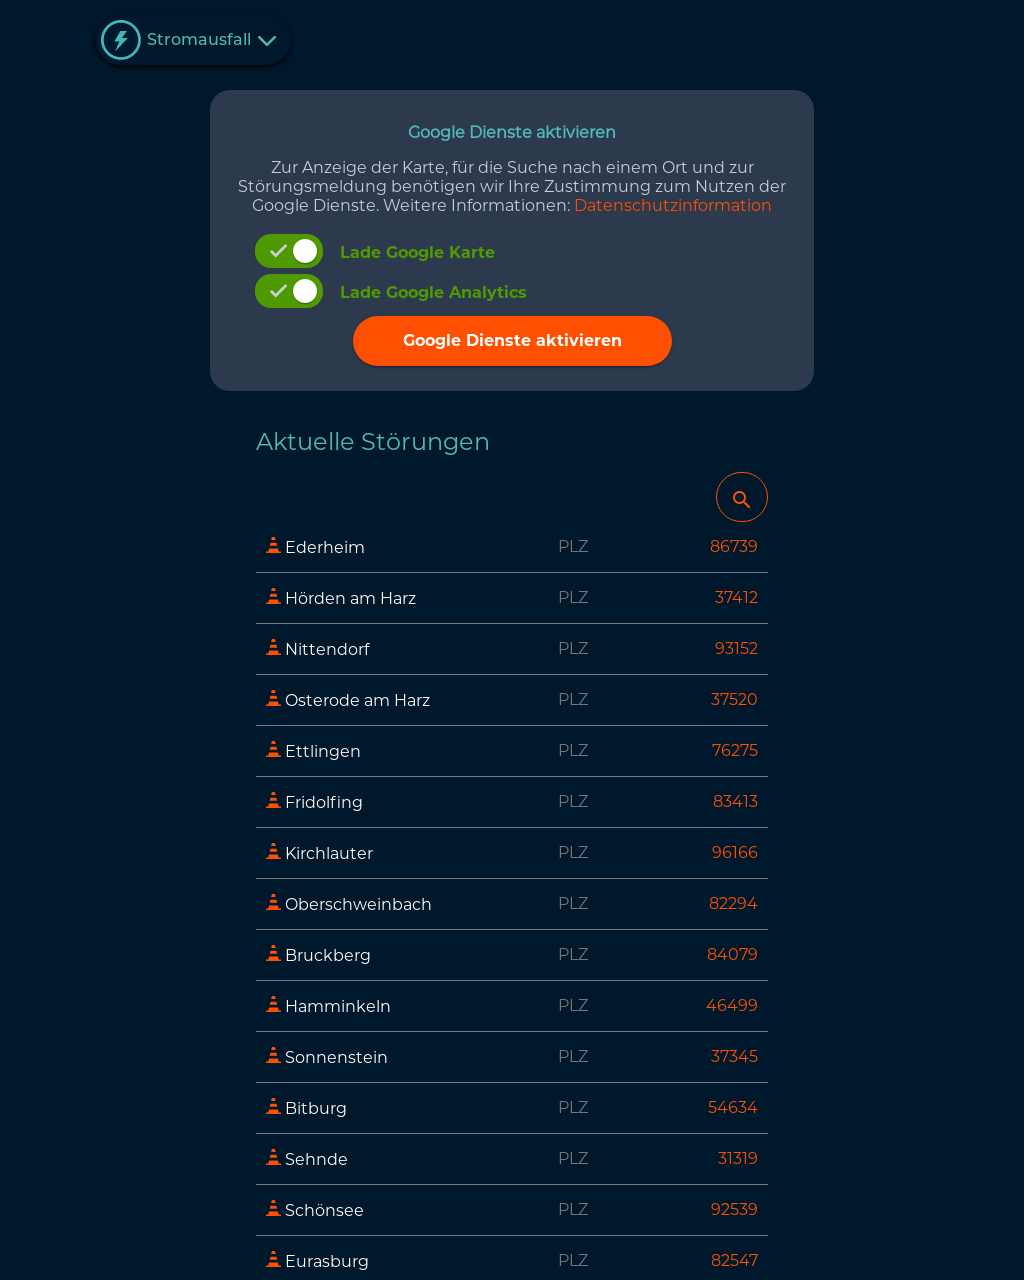 Stromausfall
Google Dienste aktivieren
Zur Anzeige der Karte, für die Suche nach einem Ort und zur
Störungsmeldung benötigen wir Ihre Zustimmung zum Nutzen der
Google Dienste. Weitere Informationen: Datenschutzinformation
Lade Google Karte
Lade Google Analytics
Google Dienste aktivieren
Aktuelle Störungen
Ederheim PLZ 86739
Hörden am Harz PLZ 37412
Nittendorf PLZ 93152
Osterode am Harz PLZ 37520
Ettlingen PLZ 76275
Fridolfing PLZ 83413
Kirchlauter PLZ 96166
Oberschweinbach PLZ 82294
Bruckberg PLZ 84079
Hamminkeln PLZ 46499
Sonnenstein PLZ 37345
Bitburg PLZ 54634
Sehnde PLZ 31319
Schönsee PLZ 92539
Eurasburg PLZ 82547